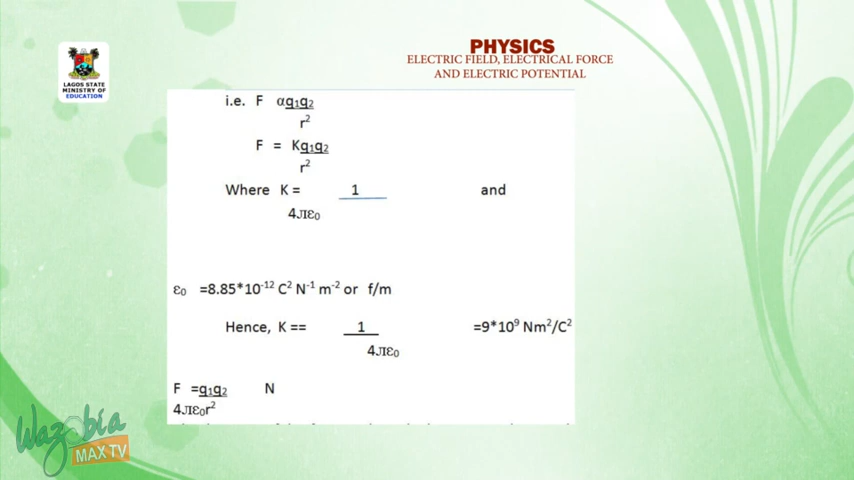 PHYSICS
ELECTRIC FIELD, ELECTRICAL FORCE
AND ELECTRIC POTENTIAL
LAGOS STATE
MINISTRY OF
EDUCATION
i.e. F αq₁q₂
r²
F = Kq₁q₂
r²
Where K = 1 and
4πε₀
ε₀ =8.85*10⁻¹² C² N⁻¹ m⁻² or f/m
Hence, K == 1 =9*10⁹ Nm²/C²
4πε₀
F =q₁q₂ N
4πε₀r²
Wazobia
MAX TV